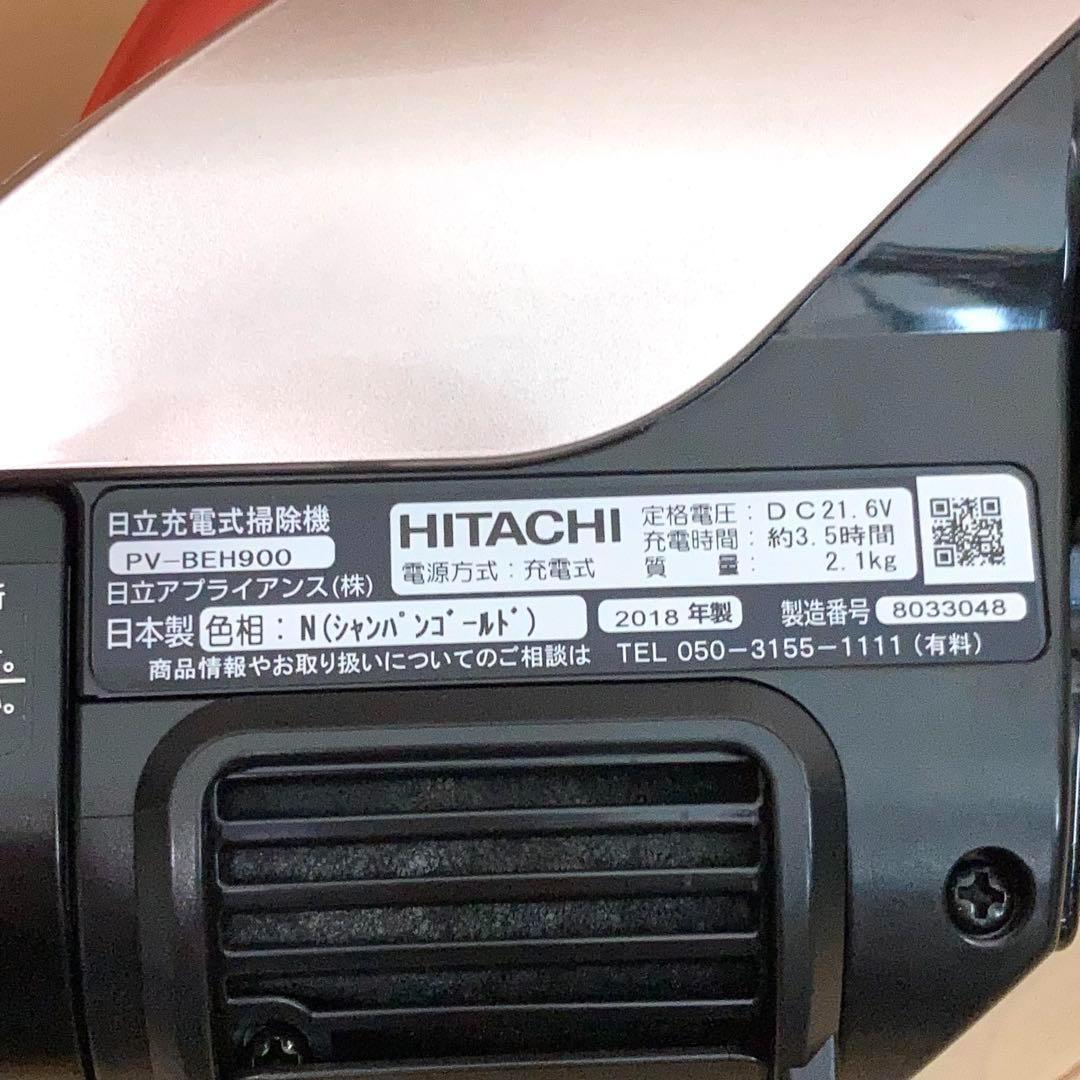 日立充電式掃除機
PV-BEH900
日立アプライアンス(株)
HITACHI
電源方式：充電式
定格電圧：DC21.6V
充電時間：約3.5時間
質　　量：2.1kg
日本製 色相：N(ｼｬﾝﾊﾟﾝｺﾞｰﾙﾄﾞ) 2018 年製 製造番号 8033048
商品情報やお取り扱いについてのご相談は TEL 050-3155-1111(有料)